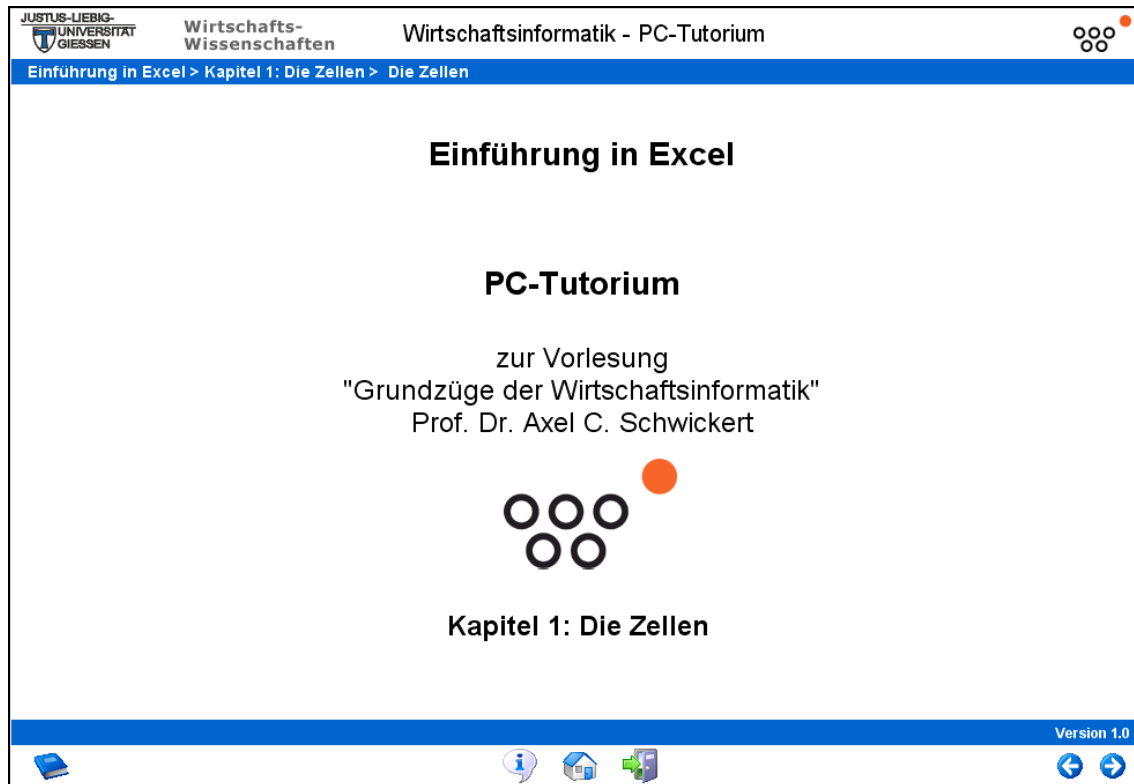 JUSTUS-LIEBIG-
UNIVERSITÄT
GIESSEN
Wirtschafts-
Wissenschaften
Wirtschaftsinformatik - PC-Tutorium
Einführung in Excel > Kapitel 1: Die Zellen > Die Zellen
Einführung in Excel
PC-Tutorium
zur Vorlesung
"Grundzüge der Wirtschaftsinformatik"
Prof. Dr. Axel C. Schwickert
Kapitel 1: Die Zellen
Version 1.0